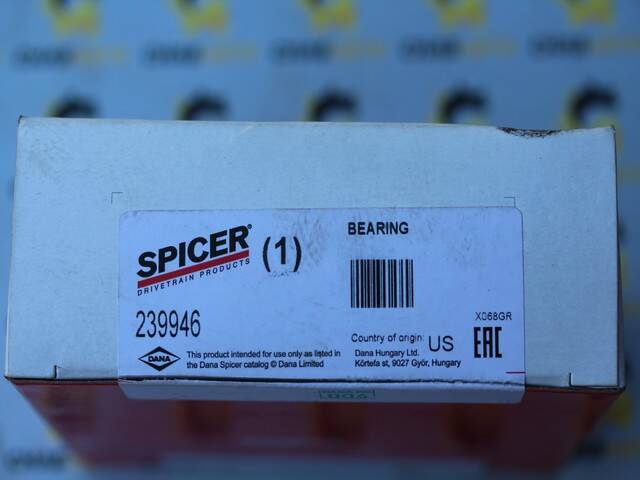 SPICER®
DRIVETRAIN PRODUCTS
(1)
BEARING
239946
X068GR
DANA
This product intended for use only as listed in
the Dana Spicer catalog © Dana Limited
Country of origin: US
Dana Hungary Ltd.
Körtefa st, 9027 Győr, Hungary
EAC